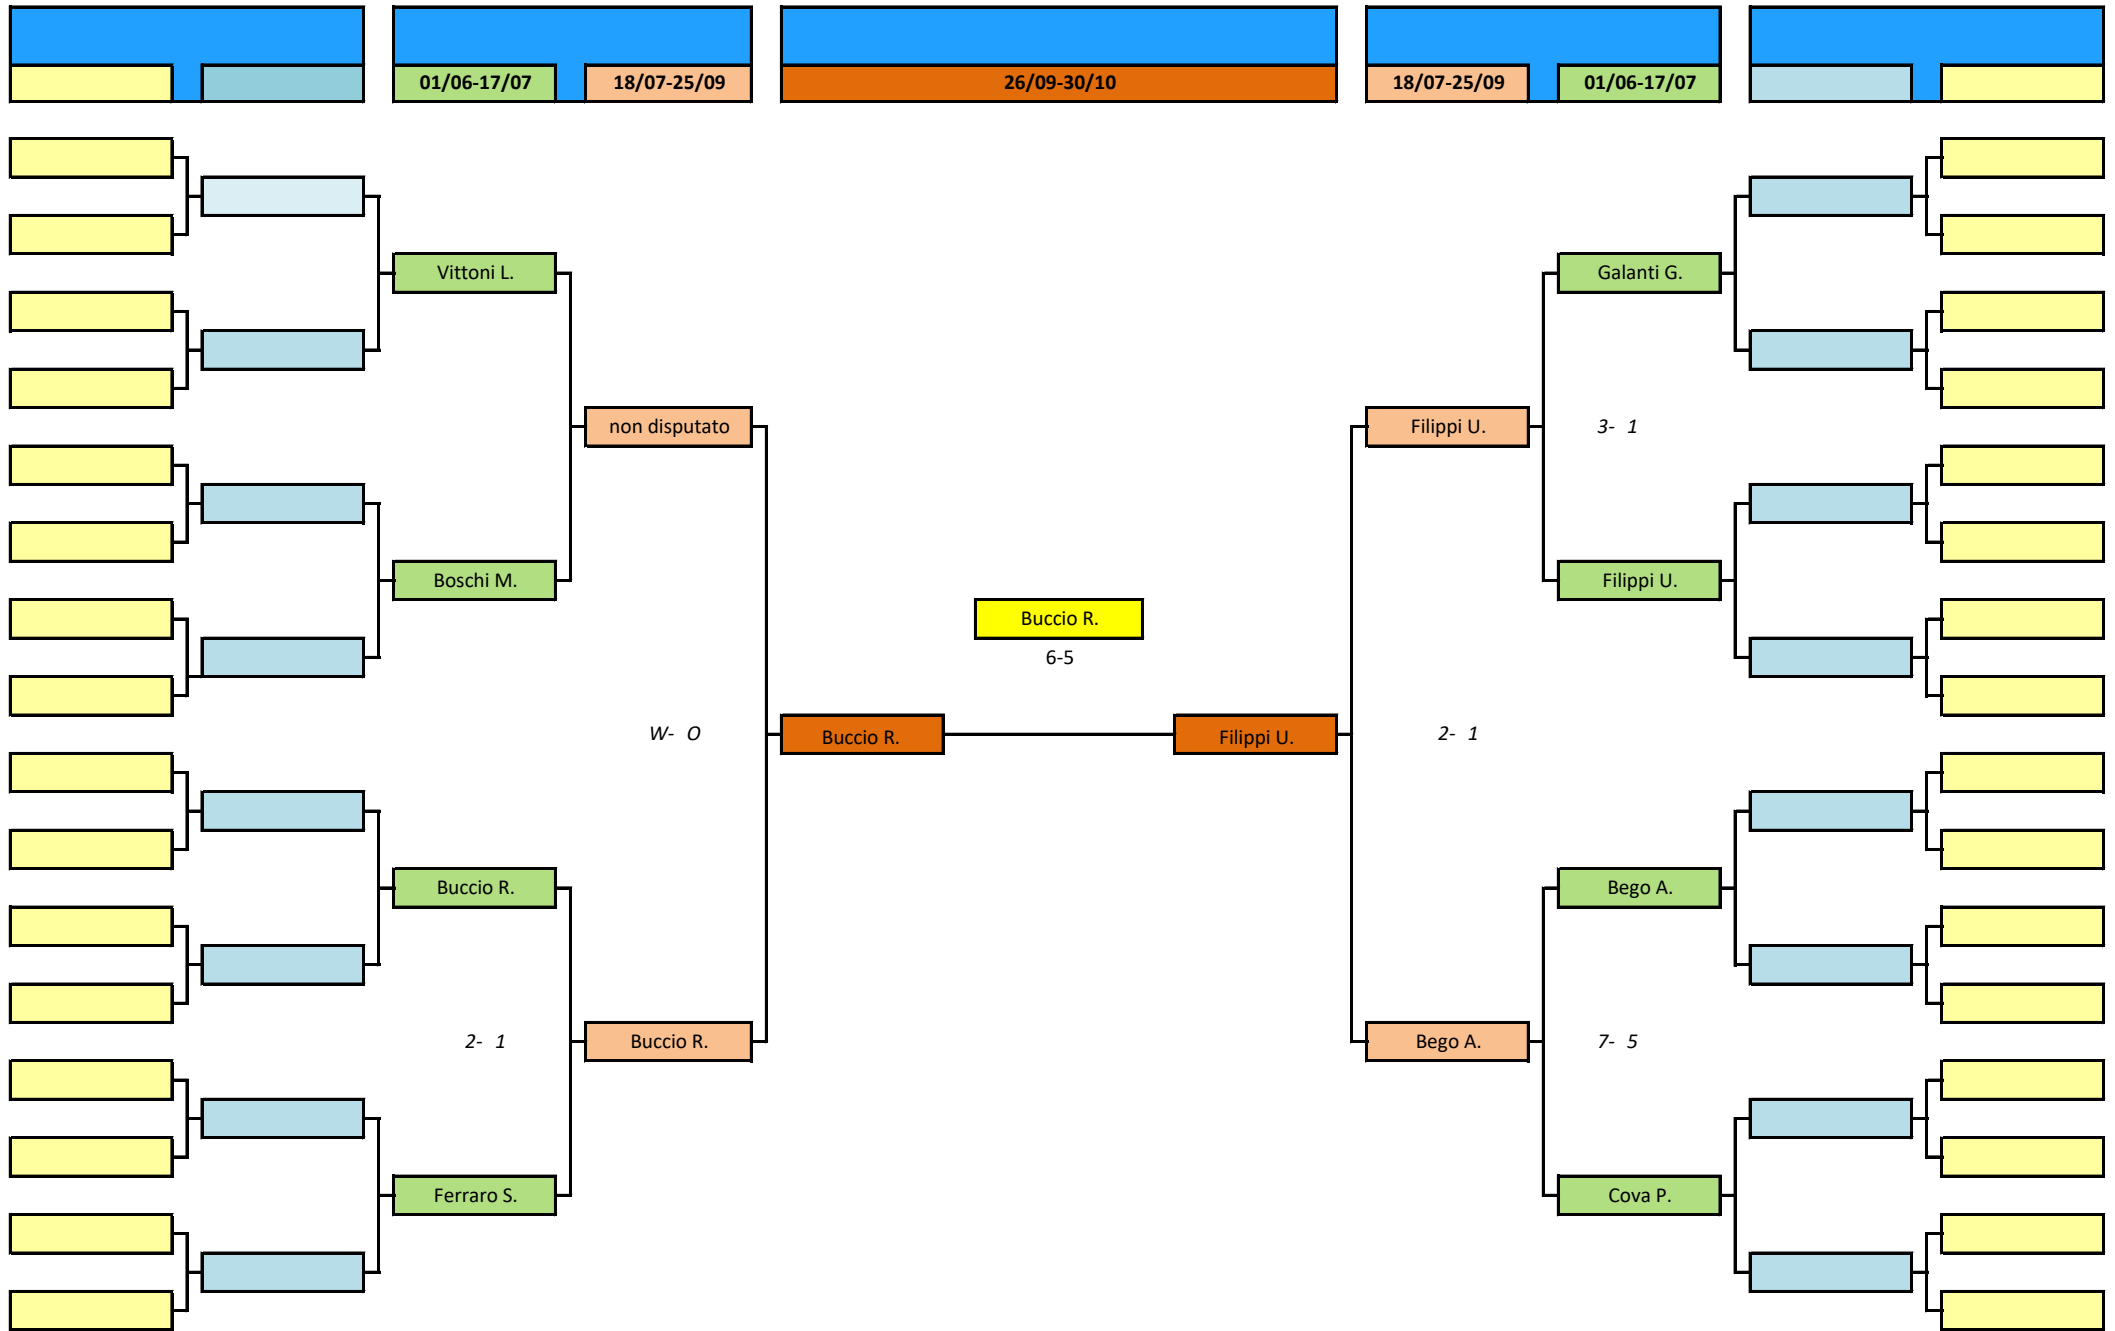 01/06-17/07 18/07-25/09 26/09-30/10 18/07-25/09 01/06-17/07
Vittoni L. Galanti G.
non disputato Filippi U. 3- 1
Boschi M. Filippi U.
Buccio R.
6-5
W- O Buccio R. Filippi U. 2- 1
Buccio R. Bego A.
2- 1 Buccio R. Bego A. 7- 5
Ferraro S. Cova P.